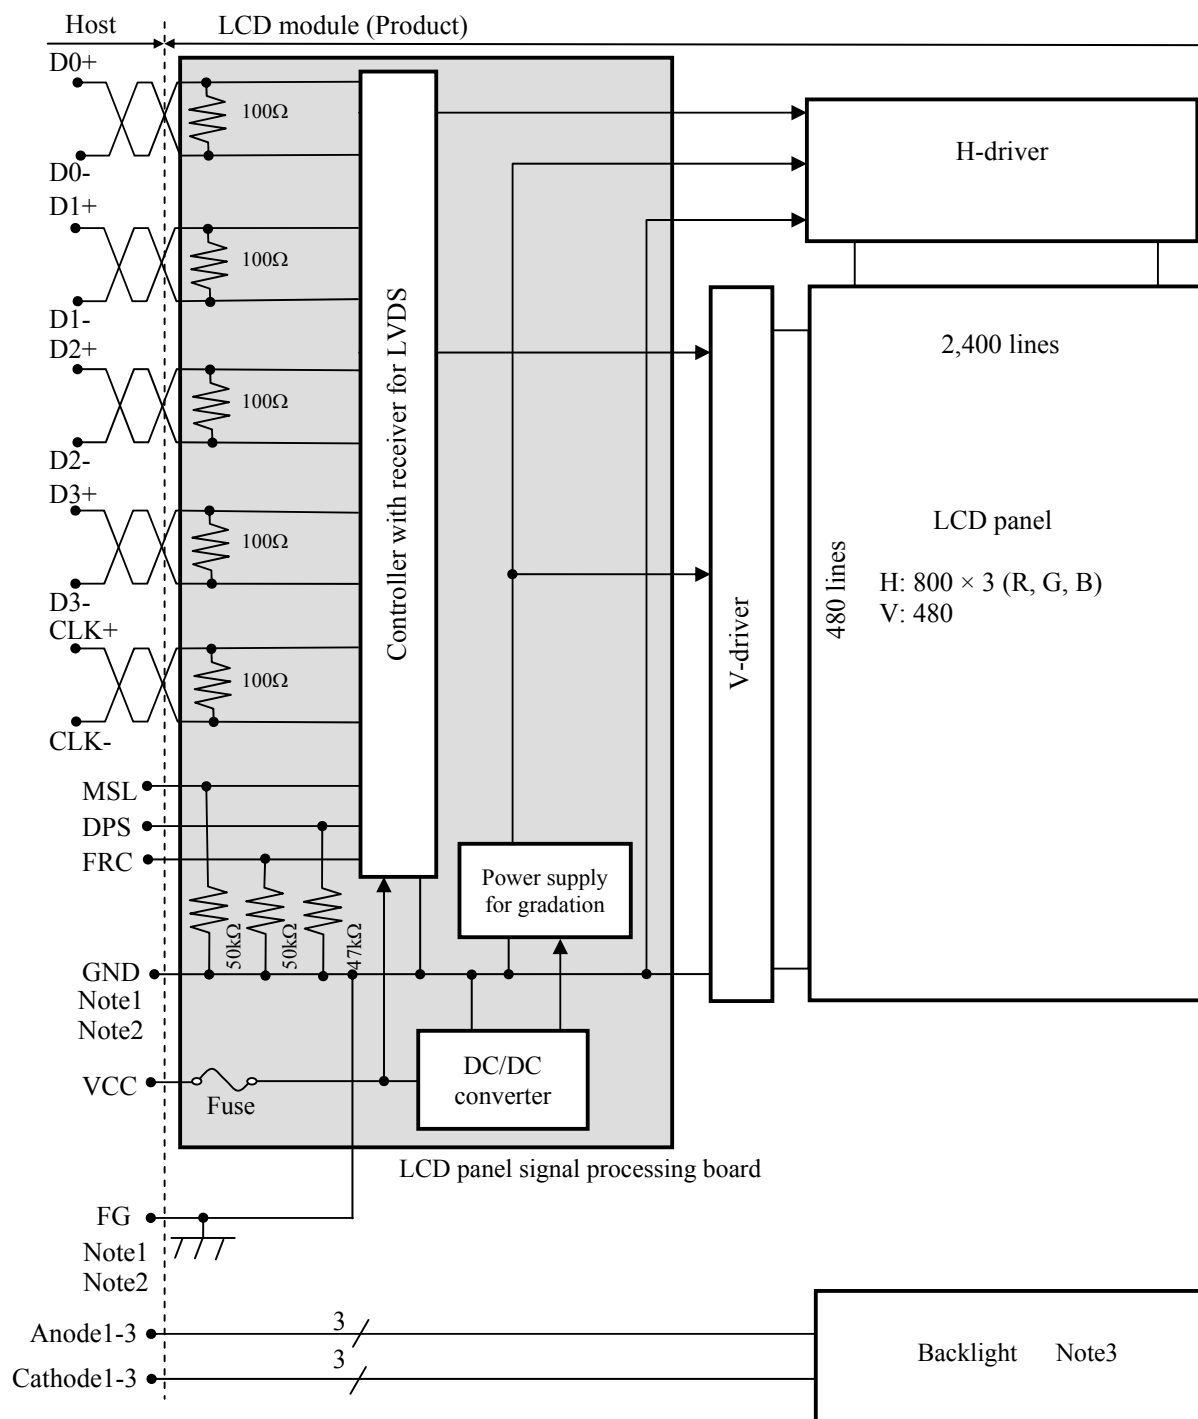 Host
LCD module (Product)
D0+
100Ω
D0-
D1+
100Ω
D1-
D2+
100Ω
D2-
D3+
100Ω
D3-
CLK+
100Ω
CLK-
MSL
DPS
FRC
50kΩ
50kΩ
47kΩ
GND
Note1
Note2
VCC
Fuse
Controller with receiver for LVDS
Power supply
for gradation
DC/DC
converter
LCD panel signal processing board
H-driver
V-driver
2,400 lines
480 lines
LCD panel
H: 800 × 3 (R, G, B)
V: 480
FG
Note1
Note2
Anode1-3
3
Cathode1-3
3
Backlight Note3